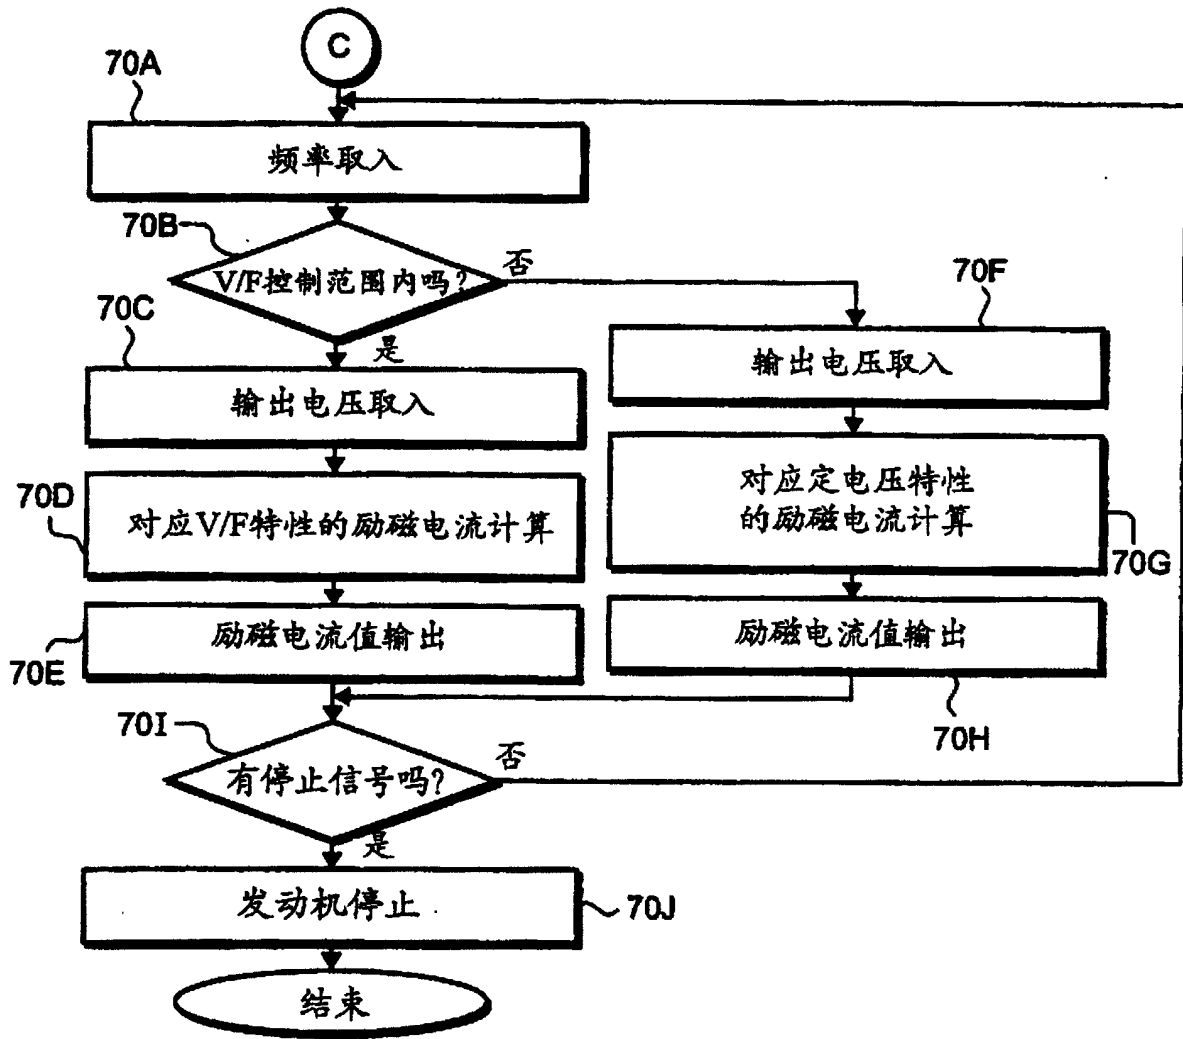 C
70A
频率取入
70B
V/F控制范围内吗?
否
70C
是
70F
输出电压取入
输出电压取入
70D
对应V/F特性的励磁电流计算
对应定电压特性
的励磁电流计算
70G
励磁电流值输出
70E
励磁电流值输出
70H
70I
有停止信号吗?
否
是
发动机停止
70J
结束